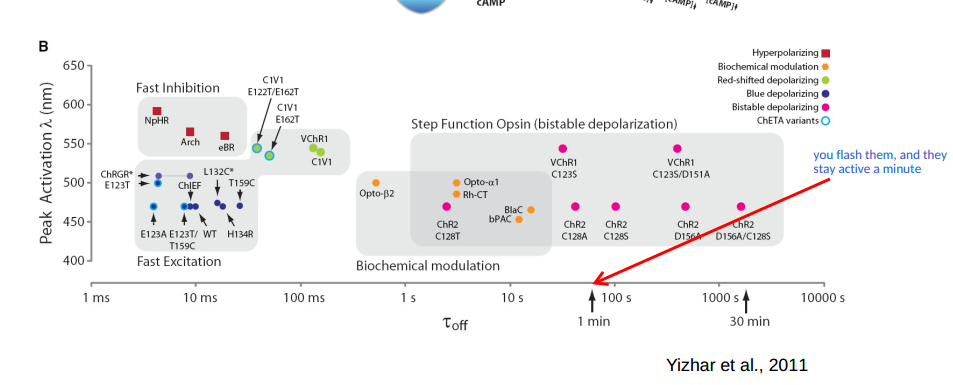 cAMP
[cAMP]
[cAMP]
B
Hyperpolarizing
Biochemical modulation
Red-shifted depolarizing
Blue depolarizing
Bistable depolarizing
ChETA variants
Peak Activation λ (nm)
650
600
550
500
450
400
Fast Inhibition
NpHR
Arch
eBR
C1V1
E122T/E162T
C1V1
E162T
VChR1
C1V1
ChRGR*
E123T
ChIEF
L132C*
T159C
E123A
E123T/
T159C
WT
H134R
Fast Excitation
Step Function Opsin (bistable depolarization)
VChR1
C123S
VChR1
C123S/D151A
Opto-β2
Opto-α1
Rh-CT
BlaC
bPAC
ChR2
C128T
ChR2
C128A
ChR2
C128S
ChR2
D156A
ChR2
D156A/C128S
Biochemical modulation
you flash them, and they
stay active a minute
1 ms
10 ms
100 ms
1 s
10 s
100 s
1000 s
10000 s
τoff
1 min
30 min
Yizhar et al., 2011